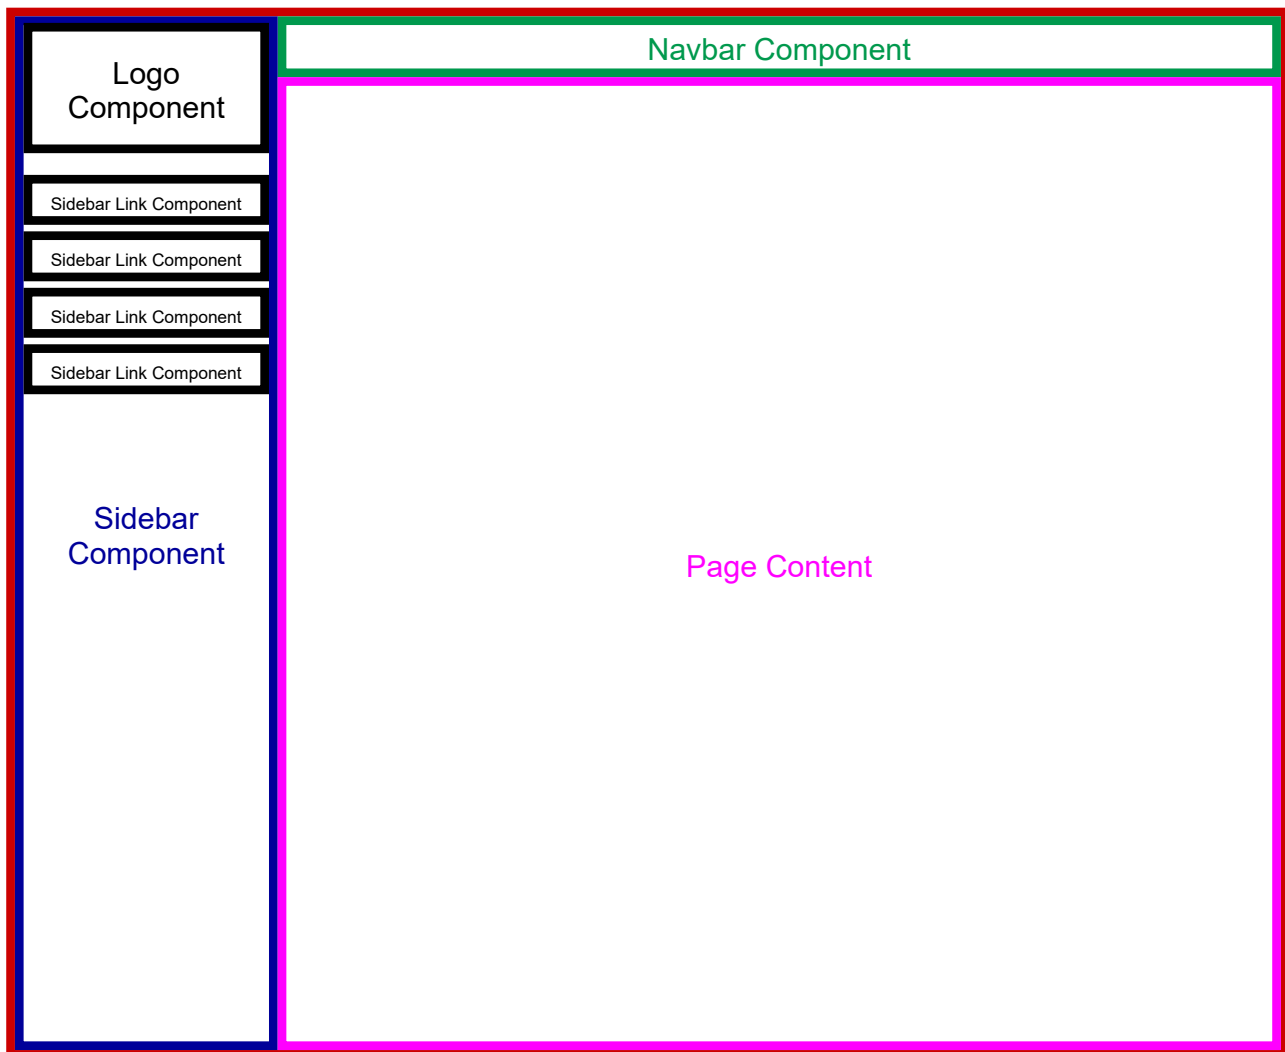 Logo
Component
Navbar Component
Sidebar Link Component
Sidebar Link Component
Sidebar Link Component
Sidebar Link Component
Sidebar
Component
Page Content